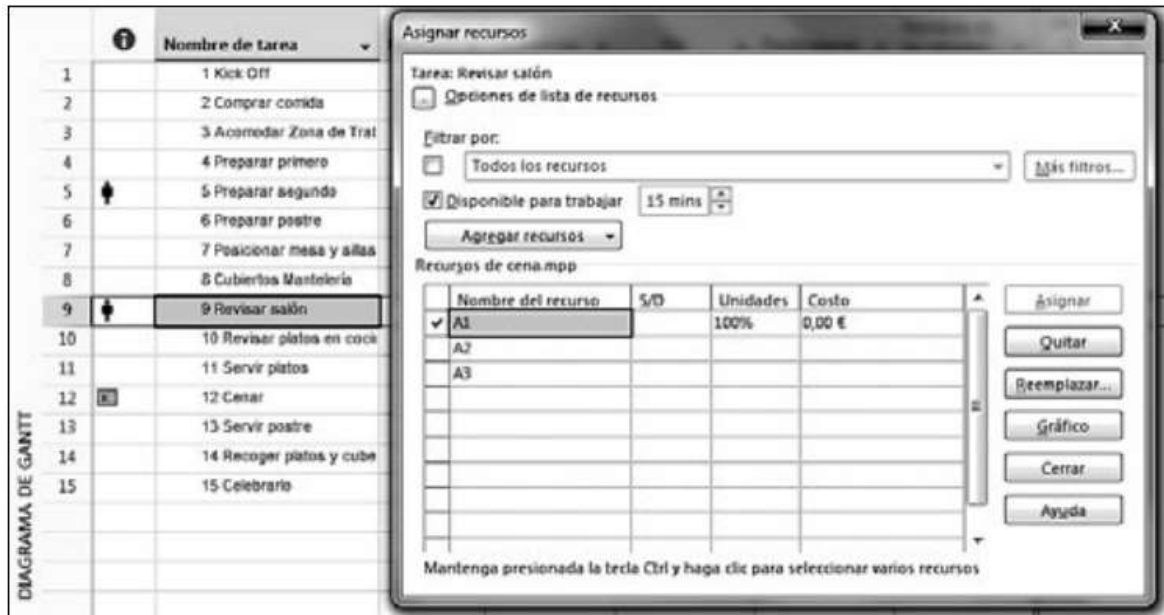 Nombre de tarea
1 1 Kick Off
2 2 Comprar comida
3 3 Acomodar Zona de Trat
4 4 Preparar primero
5 5 Preparar segundo
6 6 Preparar postre
7 7 Posicionar mesa y sillas
8 8 Cubiertos Mantelería
9 9 Revisar salón
10 10 Revisar platos en coci
11 11 Servir platos
12 12 Cenar
13 13 Servir postre
14 14 Recoger platos y cube
15 15 Celebrarlo
DIAGRAMA DE GANTT
Asignar recursos
Tarea: Revisar salón
Opciones de lista de recursos
Filtrar por:
Todos los recursos
Más filtros...
Disponible para trabajar 15 mins
Agregar recursos
Recursos de cena.mpp
Nombre del recurso S/D Unidades Costo
A1 100% 0,00 €
A2
A3
Asignar
Quitar
Reemplazar...
Gráfico
Cerrar
Ayuda
Mantenga presionada la tecla Ctrl y haga clic para seleccionar varios recursos